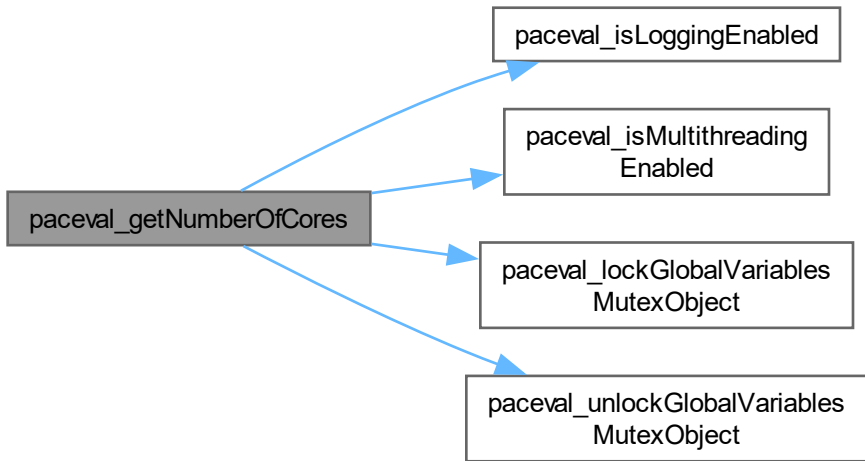 paceval_isLoggingEnabled
paceval_isMultithreading
Enabled
paceval_getNumberOfCores
paceval_lockGlobalVariables
MutexObject
paceval_unlockGlobalVariables
MutexObject